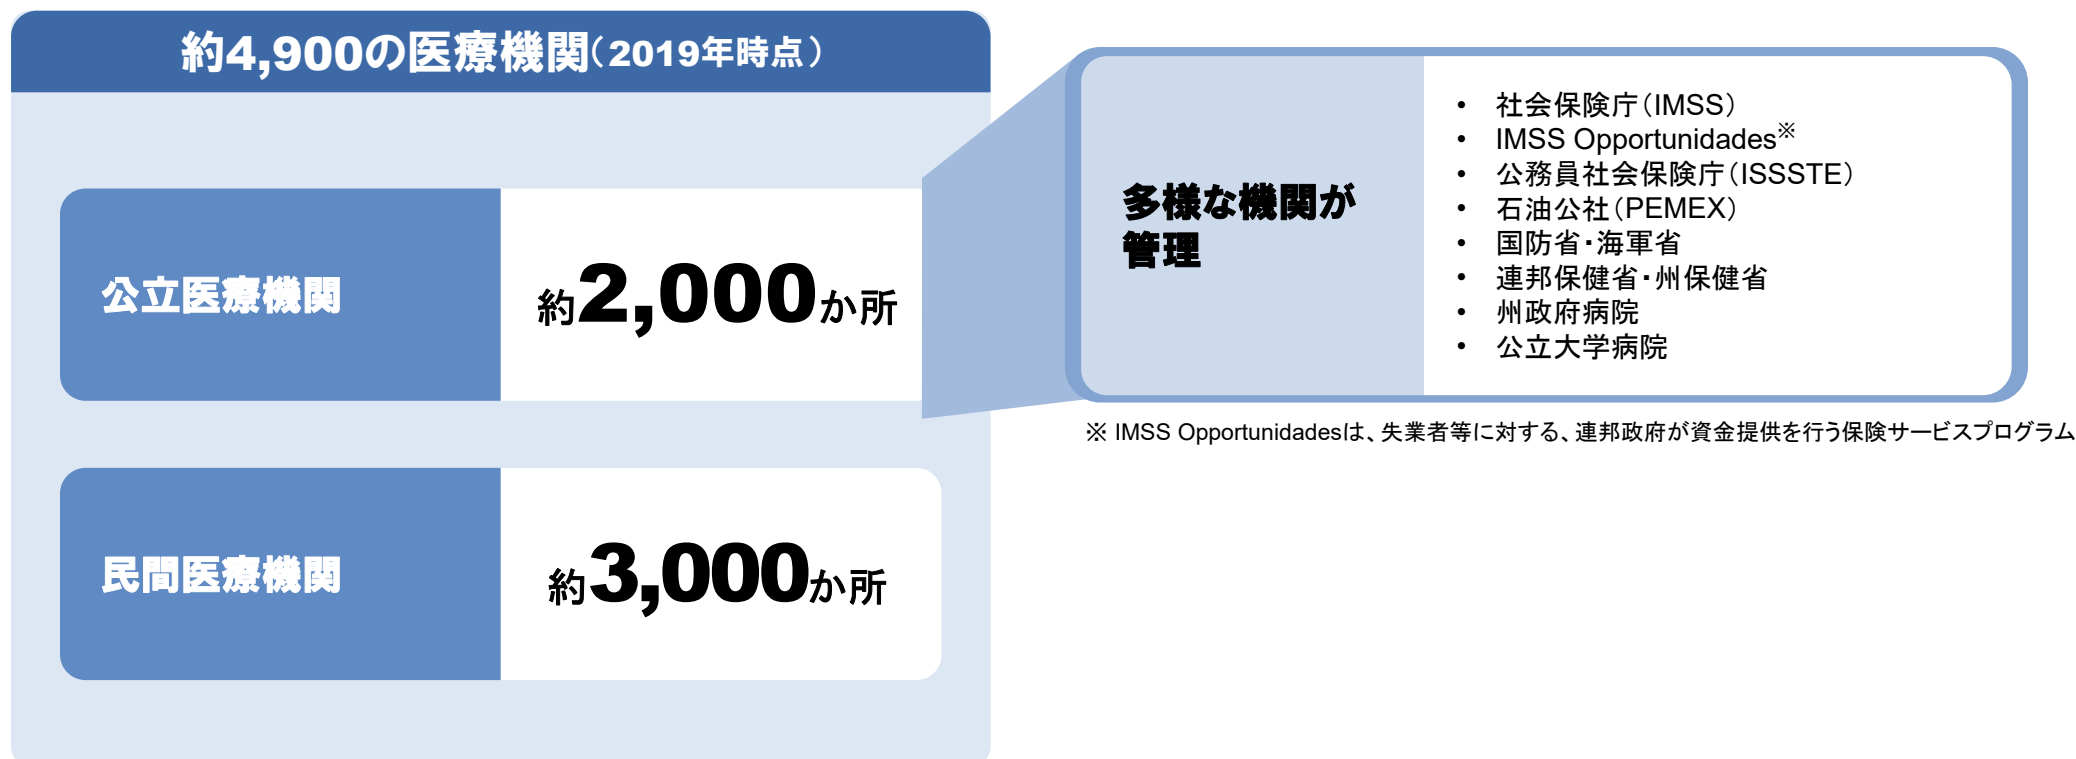 約4,900の医療機関（2019年時点）
公立医療機関
約2,000か所
民間医療機関
約3,000か所
多様な機関が
管理
• 社会保険庁（IMSS）
• IMSS Opportunidades※
• 公務員社会保険庁（ISSSTE）
• 石油公社（PEMEX）
• 国防省・海軍省
• 連邦保健省・州保健省
• 州政府病院
• 公立大学病院
※ IMSS Opportunidadesは、失業者等に対する、連邦政府が資金提供を行う保険サービスプログラム